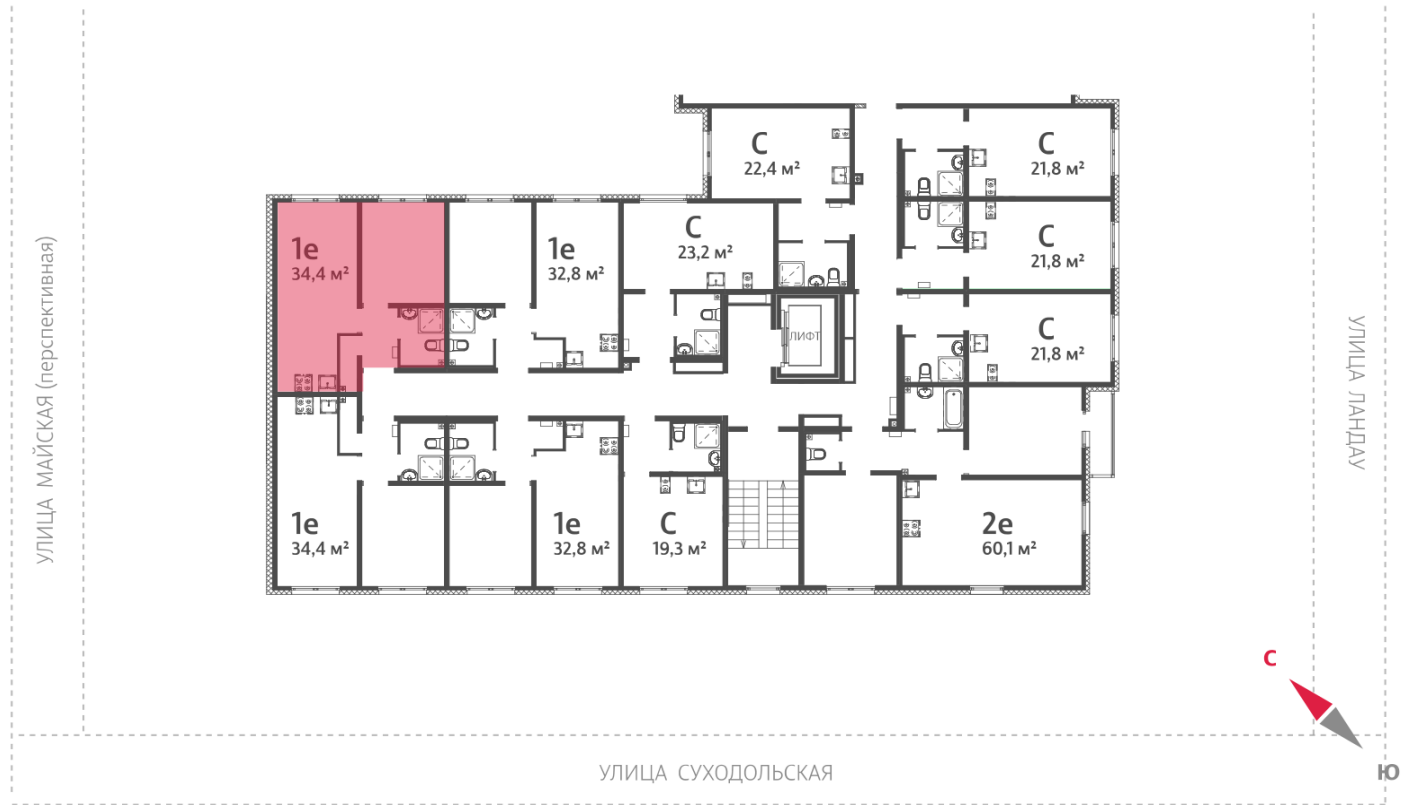 С
22,4 м²
С
21,8 м²
1е
34,4 м²
1е
32,8 м²
С
23,2 м²
С
21,8 м²
ЛИФТ
С
21,8 м²
1е
34,4 м²
1е
32,8 м²
С
19,3 м²
2е
60,1 м²
УЛИЦА МАЙСКАЯ (перспективная)
УЛИЦА ЛАНДАУ
УЛИЦА СУХОДОЛЬСКАЯ
С
Ю